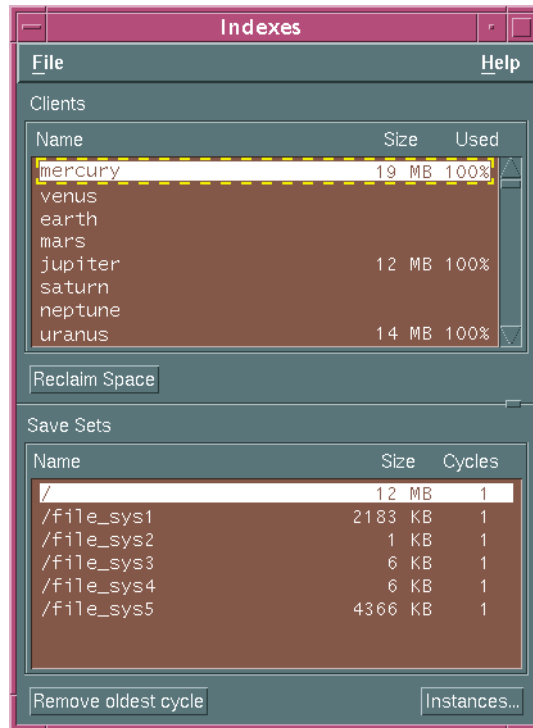 Indexes
File Help
Clients
Name Size Used
mercury 19 MB 100%
venus
earth
mars
jupiter 12 MB 100%
saturn
neptune
uranus 14 MB 100%
Reclaim Space
Save Sets
Name Size Cycles
/ 12 MB 1
/file_sys1 2183 KB 1
/file_sys2 1 KB 1
/file_sys3 6 KB 1
/file_sys4 6 KB 1
/file_sys5 4366 KB 1
Remove oldest cycle Instances...